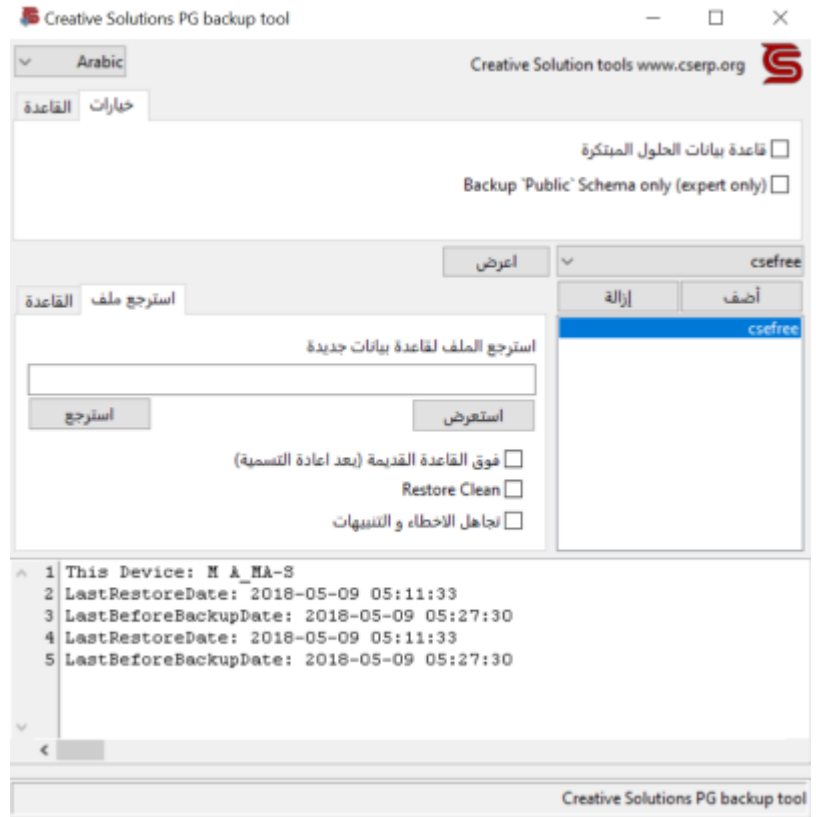 Creative Solutions PG backup tool
Arabic
Creative Solution tools www.cserp.org
خيارات
القاعدة
قاعدة بيانات الحلول المبتكرة
Backup `Public` Schema only (expert only)
csefree
اعرض
أضف
إزالة
csefree
استرجع ملف
القاعدة
استرجع الملف لقاعدة بيانات جديدة
استعرض
استرجع
فوق القاعدة القديمة (بعد اعادة التسمية)
Restore Clean
تجاهل الاخطاء و التنبيهات
1 This Device: M A_MA-S
2 LastRestoreDate: 2018-05-09 05:11:33
3 LastBeforeBackupDate: 2018-05-09 05:27:30
4 LastRestoreDate: 2018-05-09 05:11:33
5 LastBeforeBackupDate: 2018-05-09 05:27:30
Creative Solutions PG backup tool